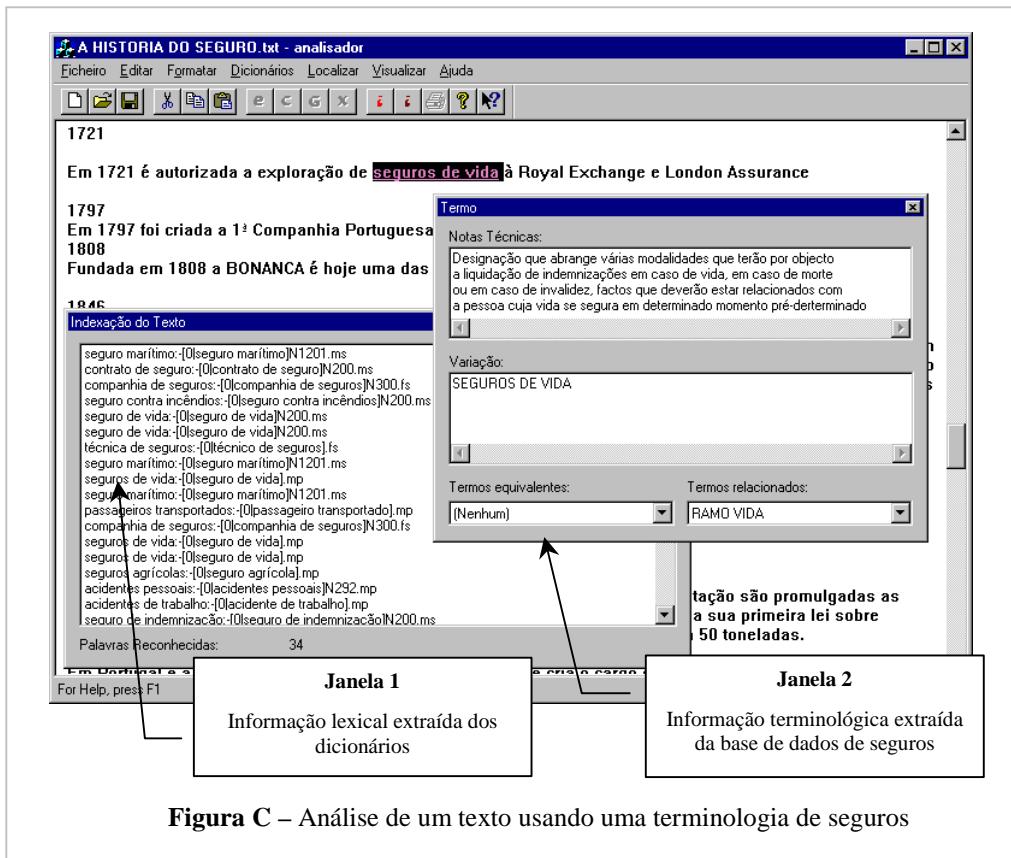 A HISTORIA DO SEGURO.txt - analisador
Ficheiro Editar Formatar Dicionários Localizar Visualizar Ajuda
e C G X i i ? ?
1721
Em 1721 é autorizada a exploração de seguros de vida à Royal Exchange e London Assurance
1797
Em 1797 foi criada a 1ª Companhia Portuguesa
1808
Fundada em 1808 a BONANCA é hoje uma das
1846
Termo
Notas Técnicas:
Designação que abrange várias modalidades que terão por objecto
a liquidação de indemnizações em caso de vida, em caso de morte
ou em caso de invalidez, factos que deverão estar relacionados com
a pessoa cuja vida se segura em determinado momento pré-derterminado
Variação:
SEGUROS DE VIDA
Termos equivalentes: Termos relacionados:
(Nenhum) RAMO VIDA
Indexação do Texto
seguro marítimo:-[0|seguro marítimo]N1201.ms
contrato de seguro:-[0|contrato de seguro]N200.ms
companhia de seguros:-[0|companhia de seguros]N300.fs
seguro contra incêndios:-[0|seguro contra incêndios]N200.ms
seguro de vida:-[0|seguro de vida]N200.ms
seguro de vida:-[0|seguro de vida]N200.ms
técnica de seguros:-[0|técnico de seguros].fs
seguro marítimo:-[0|seguro marítimo]N1201.ms
seguros de vida:-[0|seguro de vida].mp
seguro marítimo:-[0|seguro marítimo]N1201.ms
passageiros transportados:-[0|passageiro transportado].mp
companhia de seguros:-[0|companhia de seguros]N300.fs
seguros de vida:-[0|seguro de vida].mp
seguros de vida:-[0|seguro de vida].mp
seguros agrícolas:-[0|seguro agrícola].mp
acidentes pessoais:-[0|acidentes pessoais]N292.mp
acidentes de trabalho:-[0|acidente de trabalho].mp
seguro de indemnização:-[0|seguro de indemnização]N200.ms
Palavras Reconhecidas: 34
tação são promulgadas as
a sua primeira lei sobre
50 toneladas.
Em Portugal e a
e cria o cargo
For Help, press F1
Janela 1
Informação lexical extraída dos
dicionários
Janela 2
Informação terminológica extraída
da base de dados de seguros
Figura C – Análise de um texto usando uma terminologia de seguros